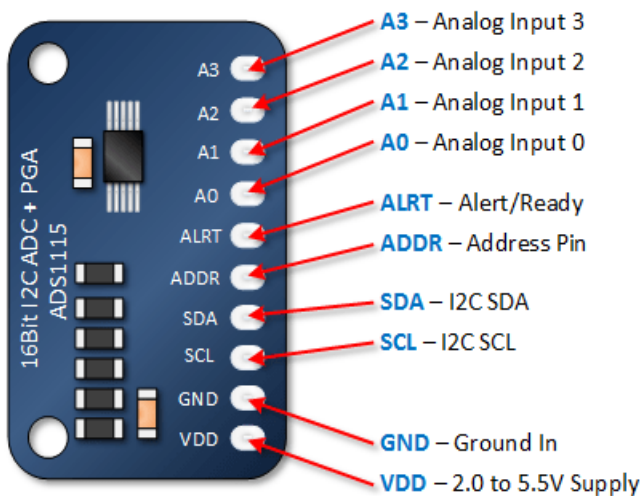 A3 – Analog Input 3
A2 – Analog Input 2
A1 – Analog Input 1
A0 – Analog Input 0
ALRT – Alert/Ready
ADDR – Address Pin
SDA – I2C SDA
SCL – I2C SCL
GND – Ground In
VDD – 2.0 to 5.5V Supply
A3
A2
A1
A0
ALRT
ADDR
SDA
SCL
GND
VDD
16Bit I2C ADC + PGA
ADS1115